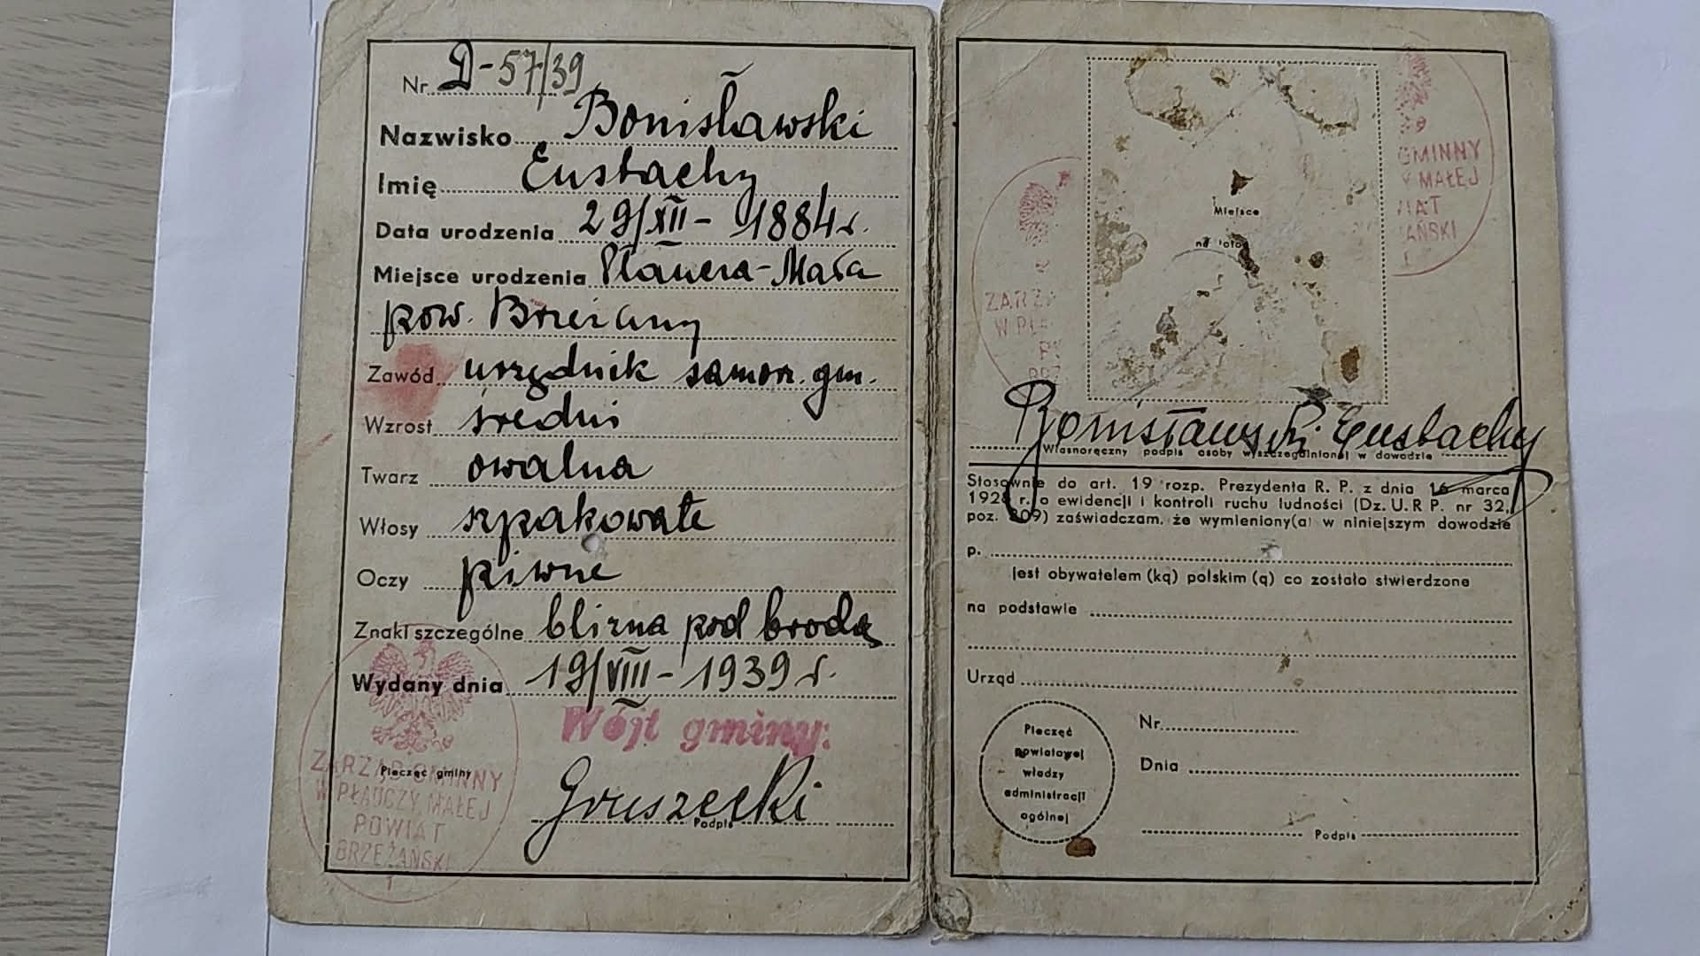 Nr. D-57/39
Nazwisko Bonisławski
Imię Eustachy
Data urodzenia 29/XII - 1884 r.
Miejsce urodzenia Płaucza-Mała
pow. Brzeżany
Zawód urzędnik samorz. gm.
Wzrost średni
Twarz owalna
Włosy szpakowate
Oczy piwne
Znaki szczególne blizna pod brodą
Wydany dnia 19/VIII - 1939 r.
Wójt gminy:
Gruszecki
Podpis
Pieczęć gminy
ZARZĄD GMINNY
W PŁAUCZY MAŁEJ
POWIAT
BRZEŻAŃSKI
1
Miejsce
na foto
GMINNY
Y MAŁEJ
IAT
AŃSKI
ZARZĄ
W PŁA
Bonisławski Eustachy
Własnoręczny podpis osoby wyszczególnionej w dowodzie
Stosownie do art. 19 rozp. Prezydenta R. P. z dnia 16 marca
1928 r. o ewidencji i kontroli ruchu ludności (Dz. U. R P. nr 32,
poz. 309) zaświadczam, że wymieniony(a) w niniejszym dowodzie
p.
jest obywatelem (ką) polskim (ą) co zostało stwierdzone
na podstawie
Urząd
Pieczęć
powiatowej
władzy
administracji
ogólnej
Nr.
Dnia
Podpis